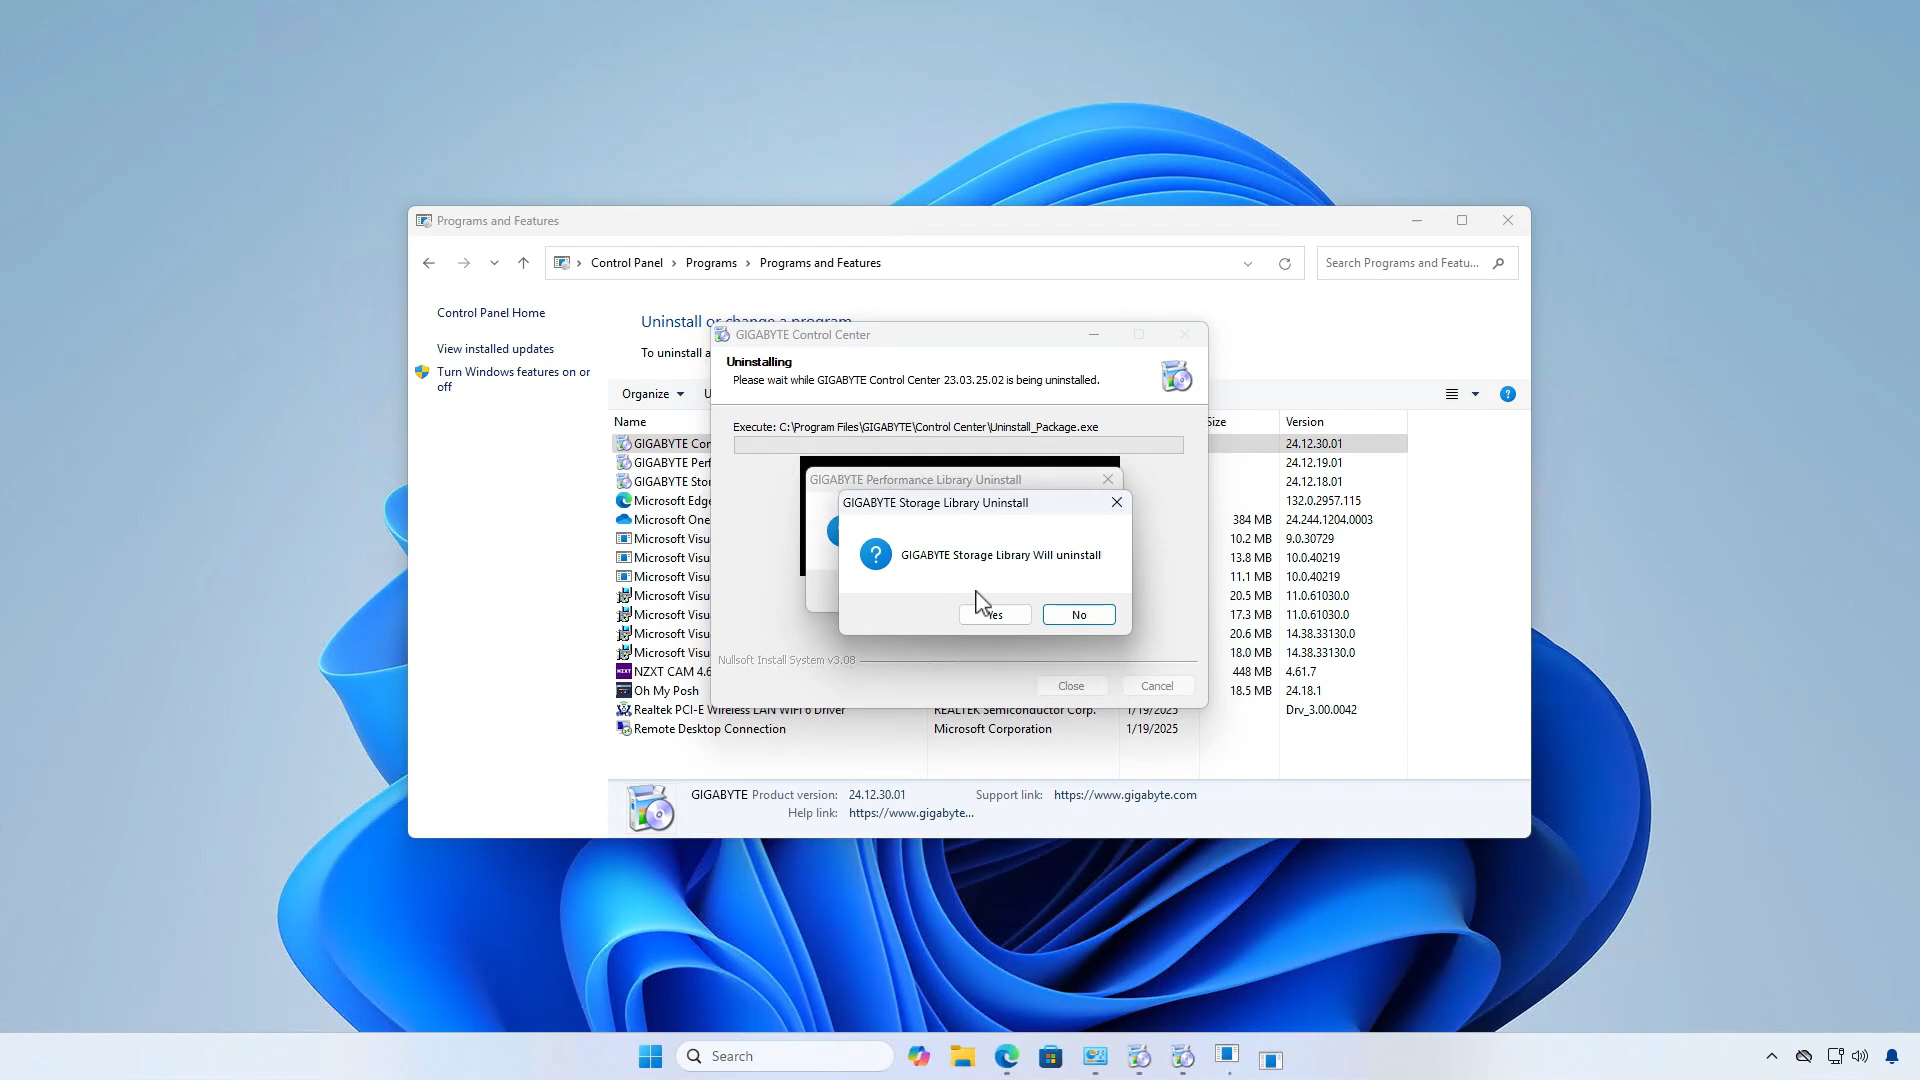 Programs and Features
Control Panel > Programs > Programs and Features
Search Programs and Featu...
Control Panel Home
View installed updates
Turn Windows features on or
off
Uninstall or change a program
To uninstall a
Organize
GIGABYTE Control Center
Uninstalling
Please wait while GIGABYTE Control Center 23.03.25.02 is being uninstalled.
Execute: C:\Program Files\GIGABYTE\Control Center\Uninstall_Package.exe
GIGABYTE Performance Library Uninstall
GIGABYTE Storage Library Uninstall
GIGABYTE Storage Library Will uninstall
Yes
No
Nullsoft Install System v3.08
Close
Cancel
Name Size Version
GIGABYTE Con 24.12.30.01
GIGABYTE Perf 24.12.19.01
GIGABYTE Stor 24.12.18.01
Microsoft Edge 132.0.2957.115
Microsoft One 384 MB 24.244.1204.0003
Microsoft Visu 10.2 MB 9.0.30729
Microsoft Visu 13.8 MB 10.0.40219
Microsoft Visu 11.1 MB 10.0.40219
Microsoft Visu 20.5 MB 11.0.61030.0
Microsoft Visu 17.3 MB 11.0.61030.0
Microsoft Visu 20.6 MB 14.38.33130.0
Microsoft Visu 18.0 MB 14.38.33130.0
NZXT NZXT CAM 4.6 448 MB 4.61.7
Oh My Posh 18.5 MB 24.18.1
Realtek PCI-E Wireless LAN WIFI 6 Driver REALTEK Semiconductor Corp. 1/19/2025 Drv_3.00.0042
Remote Desktop Connection Microsoft Corporation 1/19/2025
GIGABYTE Product version: 24.12.30.01 Support link: https://www.gigabyte.com
Help link: https://www.gigabyte...
Search